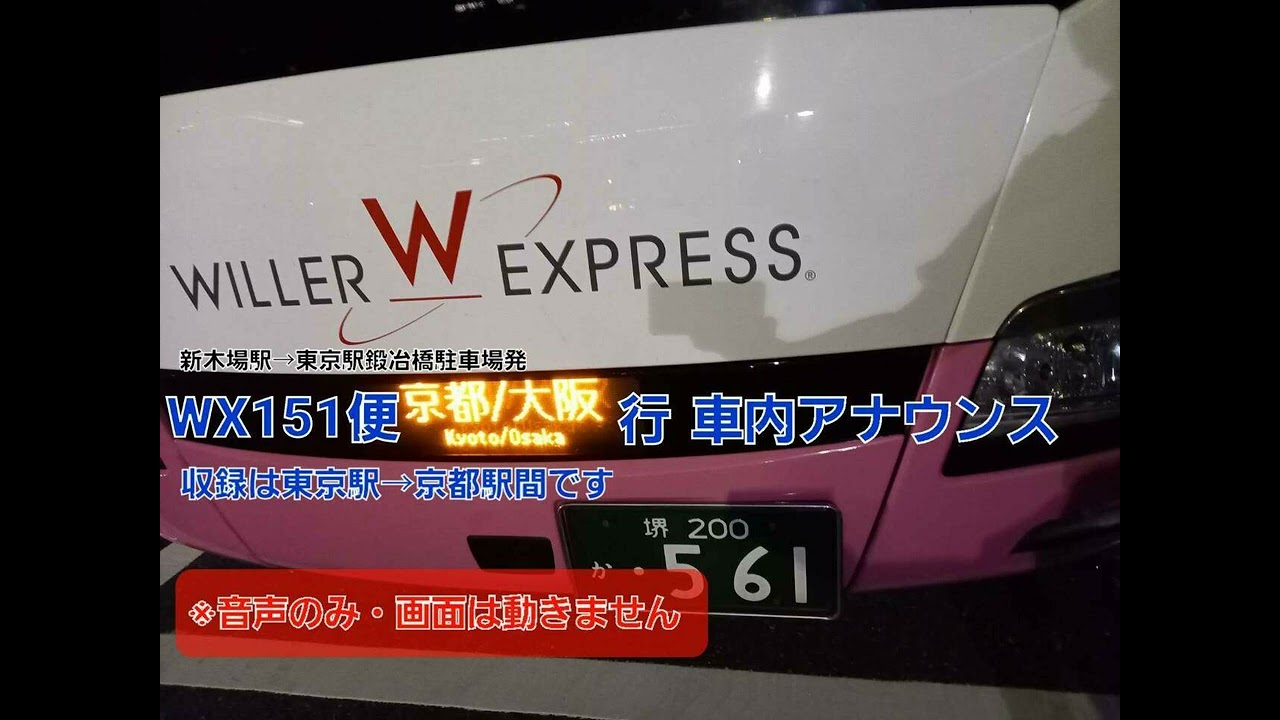 WILLER W EXPRESS®
新木場駅→東京駅鍛冶橋駐車場発
WX151便 京都/大阪 行 車内アナウンス
Kyoto/Osaka
収録は東京駅→京都駅間です
堺 200
か ・561
※音声のみ・画面は動きません